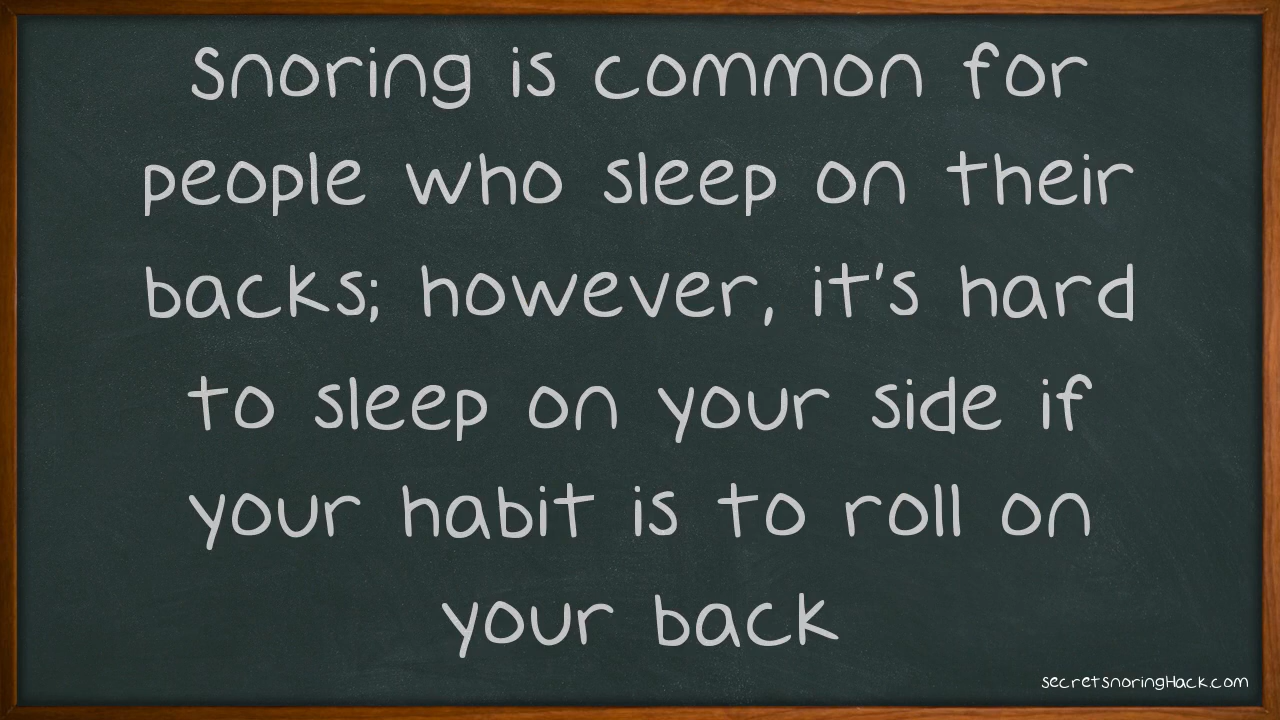 Snoring is common for
people who sleep on their
backs; however, it's hard
to sleep on your side if
your habit is to roll on
your back
secretsnoringHack.com